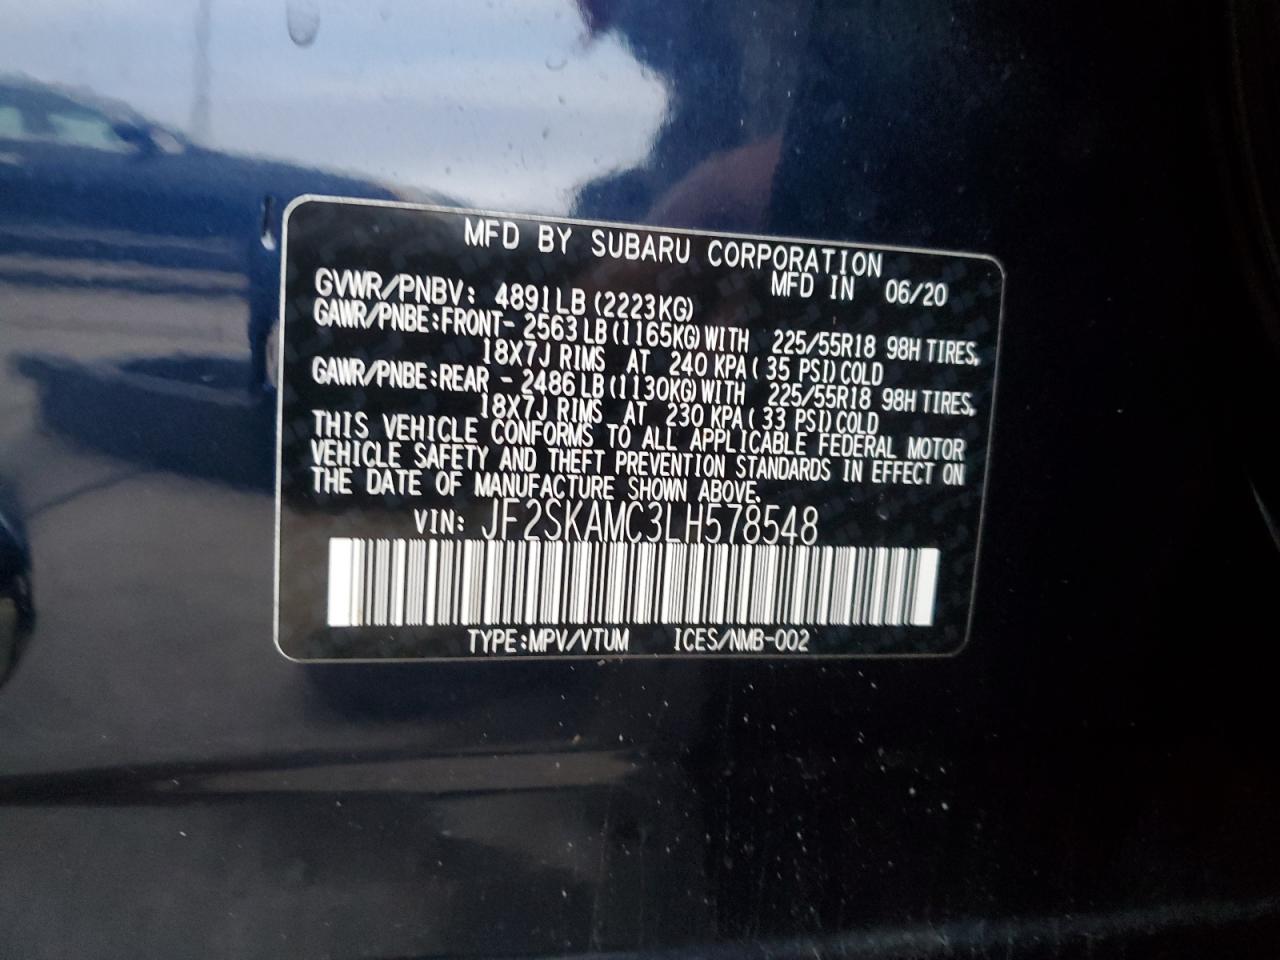 MFD BY SUBARU CORPORATION
MFD IN 06/20
GVWR/PNBV: 4891LB (2223KG)
GAWR/PNBE:FRONT- 2563LB (1165KG) WITH 225/55R18 98H TIRES,
18X7J RIMS AT 240 KPA( 35 PSI) COLD
GAWR/PNBE:REAR - 2486LB (1130KG) WITH 225/55R18 98H TIRES,
18X7J RIMS AT 230 KPA( 33 PSI) COLD
THIS VEHICLE CONFORMS TO ALL APPLICABLE FEDERAL MOTOR
VEHICLE SAFETY AND THEFT PREVENTION STANDARDS IN EFFECT ON
THE DATE OF MANUFACTURE SHOWN ABOVE.
VIN: JF2SKAMC3LH578548
TYPE:MPV/VTUM ICES/NMB-002